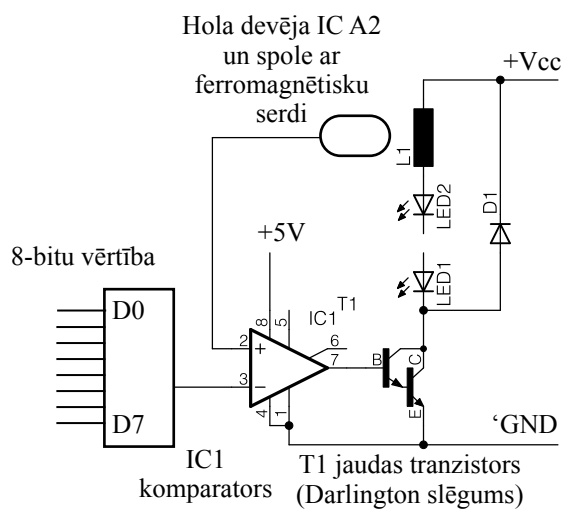 Hola devēja IC A2
un spole ar
ferromagnētisku
serdi
+Vcc
L1
LED2
D1
+5V
8-bitu vērtība
LED1
D0
8
5
IC1
T1
6
2
+
7
B
C
3
−
D7
4
1
E
‘GND
IC1
komparators
T1 jaudas tranzistors
(Darlington slēgums)